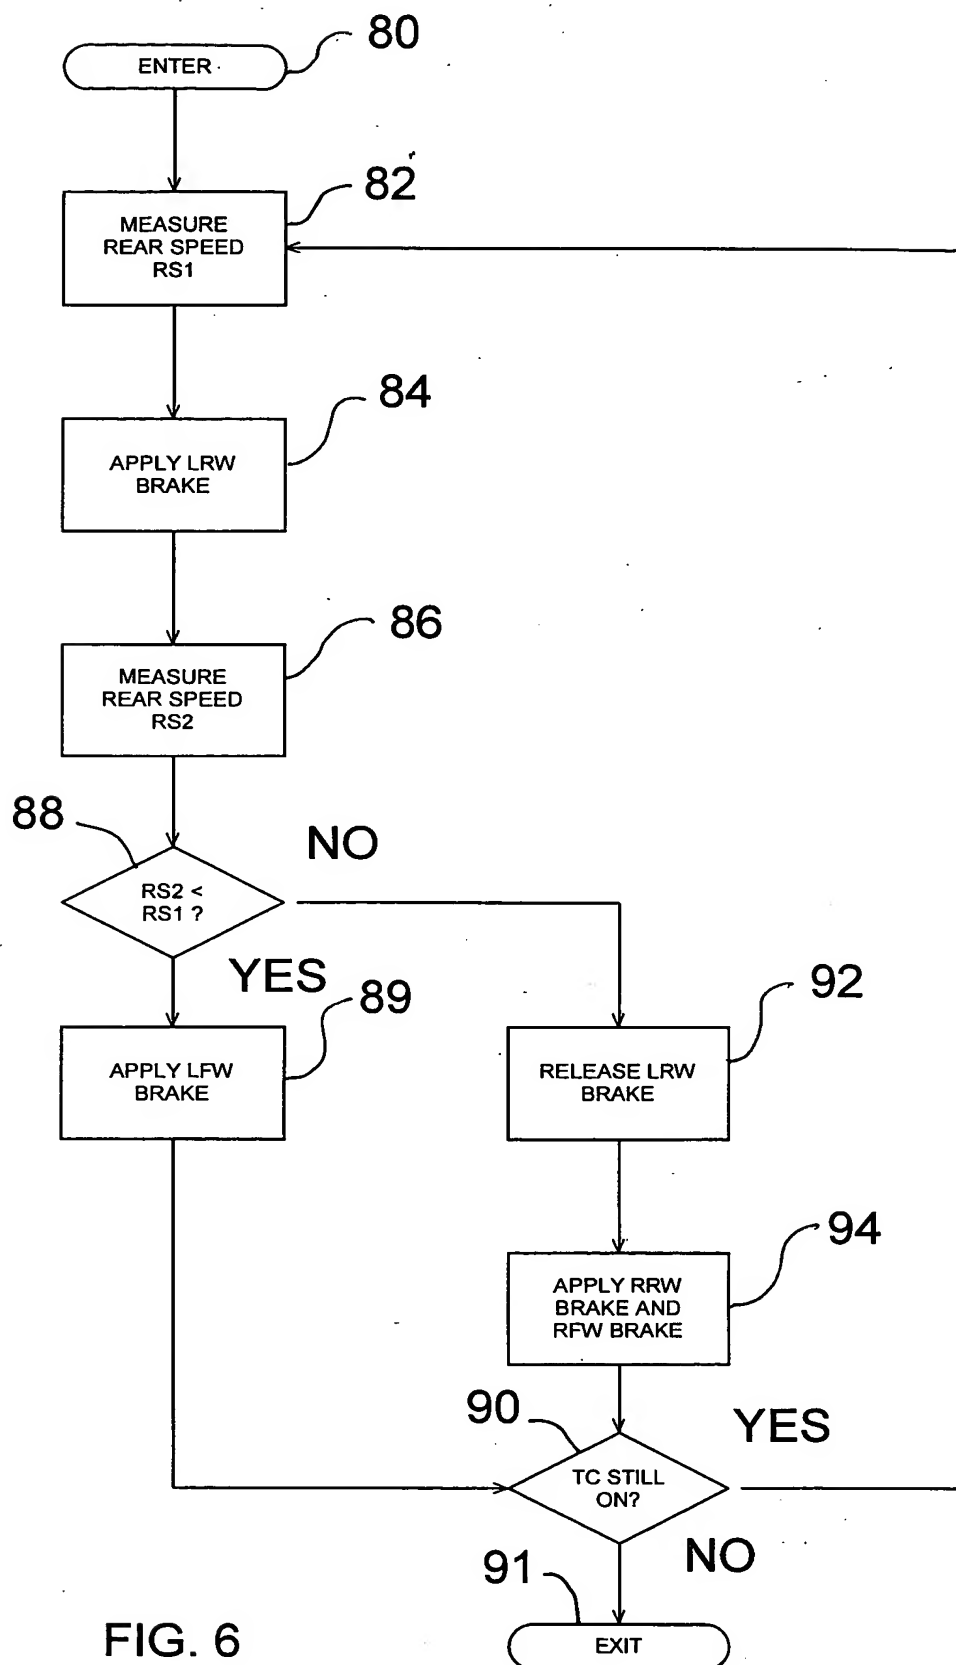 80
ENTER
82
MEASURE
REAR SPEED
RS1
84
APPLY LRW
BRAKE
86
MEASURE
REAR SPEED
RS2
88
NO
RS2 <
RS1 ?
YES
89
92
APPLY LFW
BRAKE
RELEASE LRW
BRAKE
94
APPLY RRW
BRAKE AND
RFW BRAKE
90
YES
TC STILL
ON?
NO
91
EXIT
FIG. 6